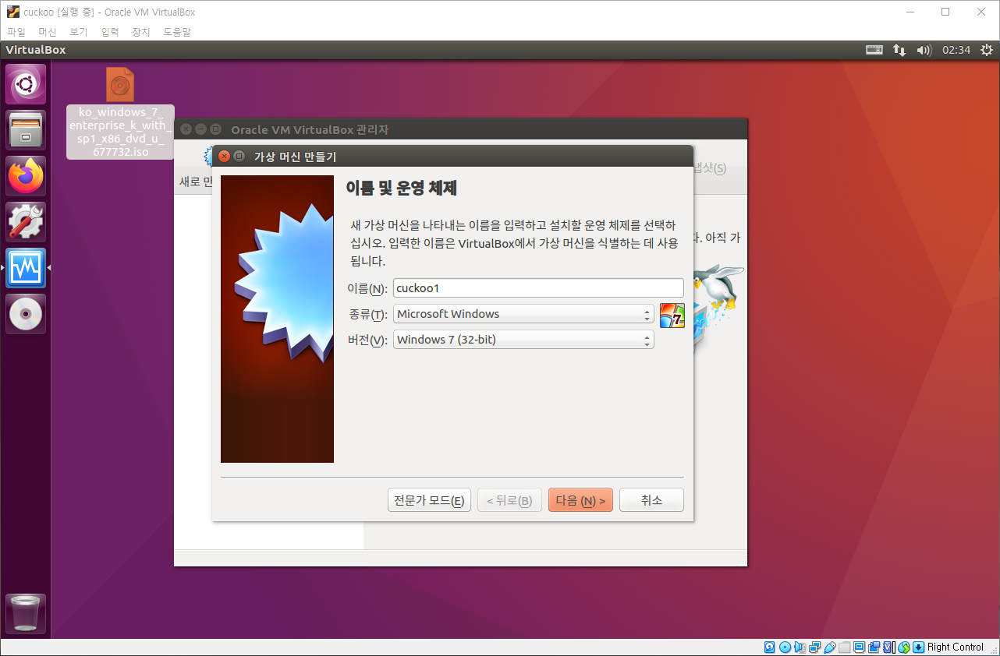 cuckoo [실행 중] - Oracle VM VirtualBox
파일 머신 보기 입력 장치 도움말
VirtualBox 02:34
ko_windows_7_
enterprise_k_with_
sp1_x86_dvd_u_
677732.iso
Oracle VM VirtualBox 관리자
새로 만
냅샷(S)
가상 머신 만들기
이름 및 운영 체제
새 가상 머신을 나타내는 이름을 입력하고 설치할 운영 체제를 선택하
십시오. 입력한 이름은 VirtualBox에서 가상 머신을 식별하는 데 사용
됩니다.
아직 가
이름(N): cuckoo1
종류(T): Microsoft Windows
7
버전(V): Windows 7 (32-bit)
전문가 모드(E) < 뒤로(B) 다음 (N) > 취소
Right Control